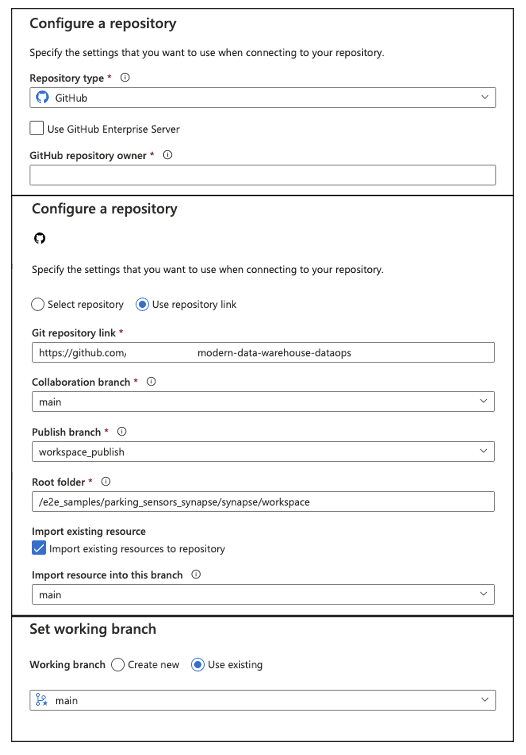 Configure a repository
Specify the settings that you want to use when connecting to your repository.
Repository type *
GitHub
Use GitHub Enterprise Server
GitHub repository owner *
Configure a repository
Specify the settings that you want to use when connecting to your repository.
Select repository Use repository link
Git repository link *
https://github.com/ modern-data-warehouse-dataops
Collaboration branch *
main
Publish branch *
workspace_publish
Root folder *
/e2e_samples/parking_sensors_synapse/synapse/workspace
Import existing resource
Import existing resources to repository
Import resource into this branch
main
Set working branch
Working branch Create new Use existing
main